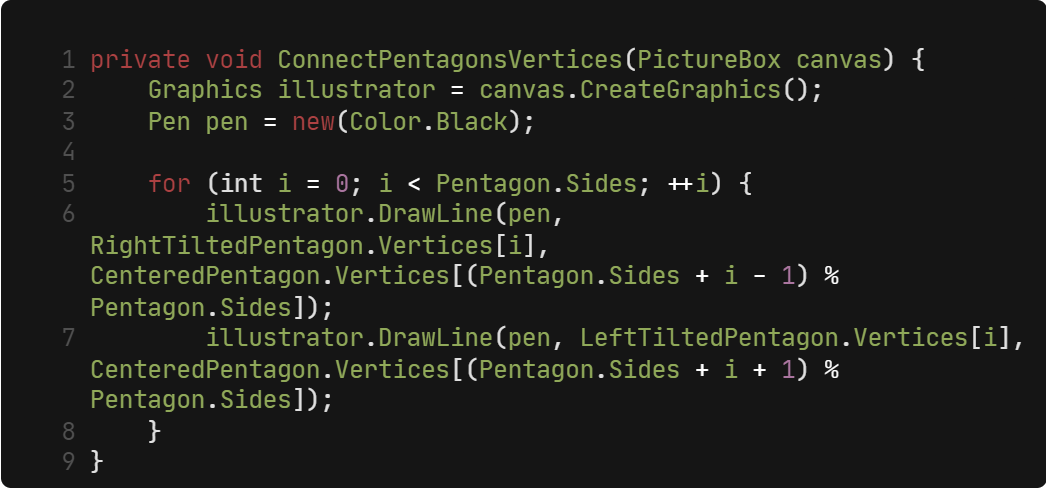 1 private void ConnectPentagonsVertices(PictureBox canvas) {
2     Graphics illustrator = canvas.CreateGraphics();
3     Pen pen = new(Color.Black);
4
5     for (int i = 0; i < Pentagon.Sides; ++i) {
6         illustrator.DrawLine(pen,
RightTiltedPentagon.Vertices[i],
CenteredPentagon.Vertices[(Pentagon.Sides + i - 1) %
Pentagon.Sides]);
7         illustrator.DrawLine(pen, LeftTiltedPentagon.Vertices[i],
CenteredPentagon.Vertices[(Pentagon.Sides + i + 1) %
Pentagon.Sides]);
8     }
9 }